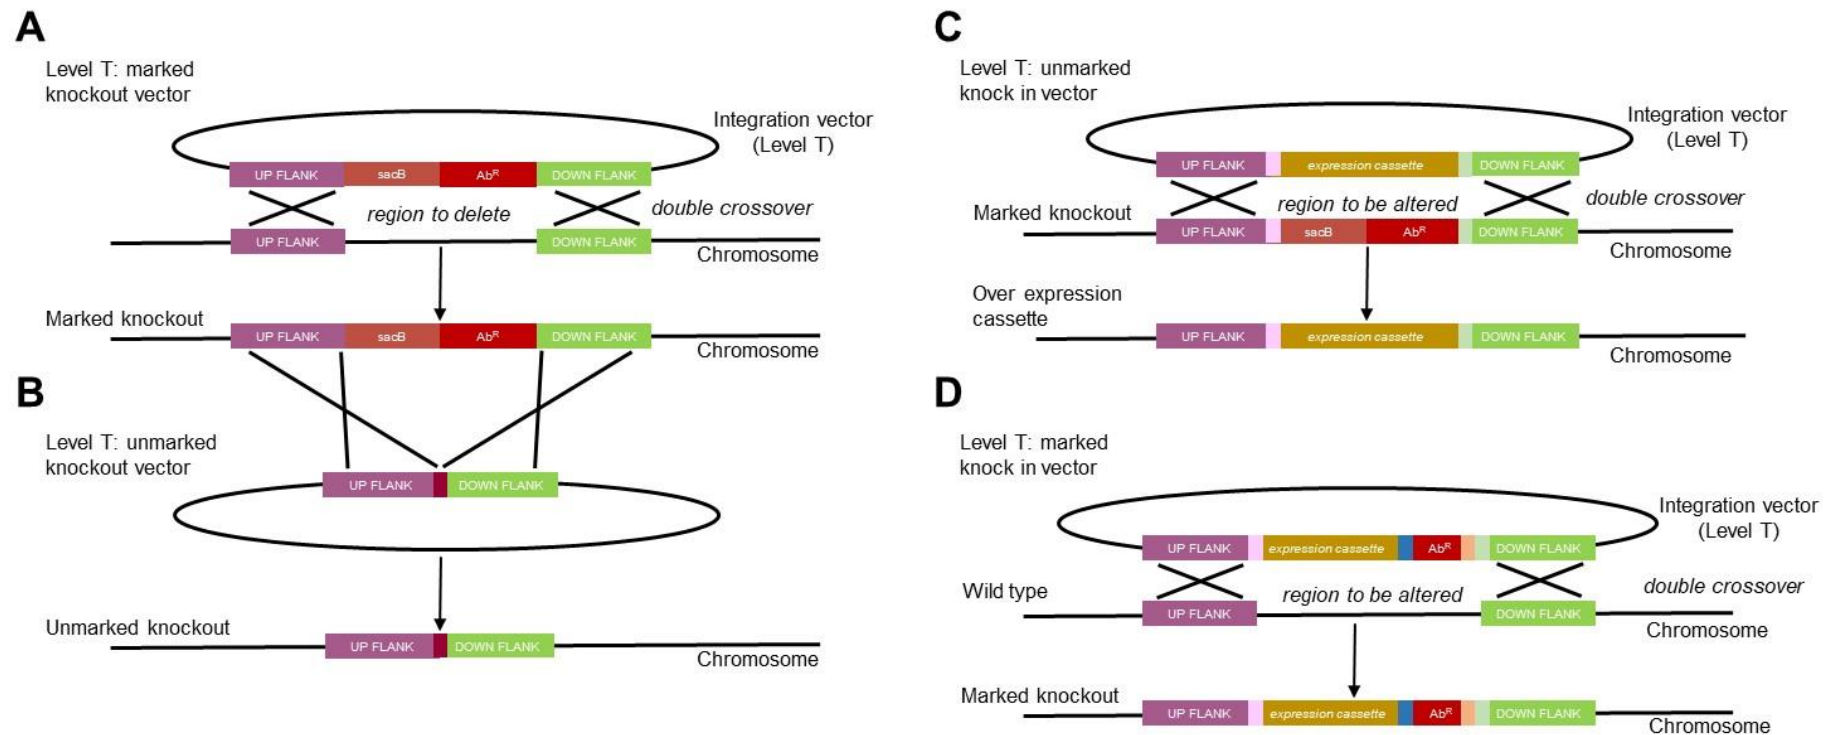 A
Level T: marked
knockout vector
Integration vector
(Level T)
UP FLANK sacB Ab^R DOWN FLANK
region to delete
double crossover
UP FLANK DOWN FLANK
Chromosome
Marked knockout
UP FLANK sacB Ab^R DOWN FLANK
Chromosome
B
Level T: unmarked
knockout vector
UP FLANK DOWN FLANK
Unmarked knockout
UP FLANK DOWN FLANK
Chromosome
C
Level T: unmarked
knock in vector
Integration vector
(Level T)
UP FLANK expression cassette DOWN FLANK
region to be altered
double crossover
Marked knockout
UP FLANK sacB Ab^R DOWN FLANK
Chromosome
Over expression
cassette
UP FLANK expression cassette DOWN FLANK
Chromosome
D
Level T: marked
knock in vector
Integration vector
(Level T)
UP FLANK expression cassette Ab^R DOWN FLANK
Wild type
region to be altered
double crossover
UP FLANK DOWN FLANK
Chromosome
Marked knockout
UP FLANK expression cassette Ab^R DOWN FLANK
Chromosome